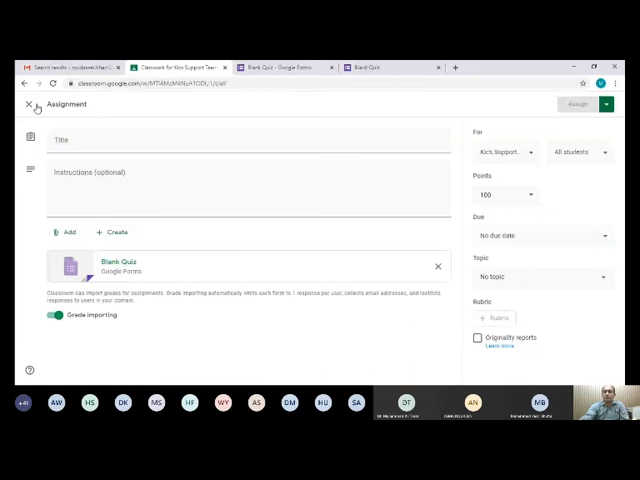 Classwork for Kids Support Team
Blank Quiz - Google Forms
Blank Quiz
Assignment
Assign
Title
Instructions (optional)
Add
Create
Blank Quiz
Google Forms
Classroom can import grades for assignments. Grade importing automatically limits each form to 1 response per user, collects email addresses, and restricts
responses to users in your domain.
Grade importing
For
Kids Support...
All students
Points
100
Due
No due date
Topic
No topic
Rubric
+ Rubric
Originality reports
Learn more
+41
AW
HS
DK
MS
HF
WY
AS
DM
HU
SA
DT
AN
MB